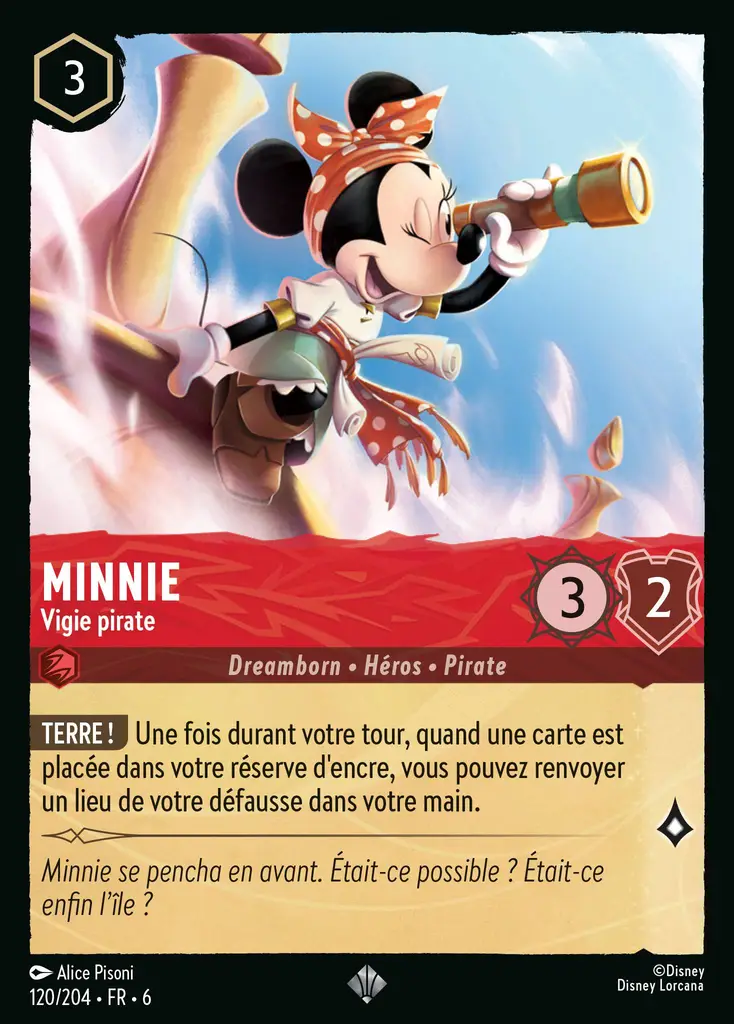 3
MINNIE
Vigie pirate
3
2
Dreamborn • Héros • Pirate
TERRE ! Une fois durant votre tour, quand une carte est
placée dans votre réserve d'encre, vous pouvez renvoyer
un lieu de votre défausse dans votre main.
Minnie se pencha en avant. Était-ce possible ? Était-ce
enfin l'île ?
Alice Pisoni
120/204 • FR • 6
©Disney
Disney Lorcana